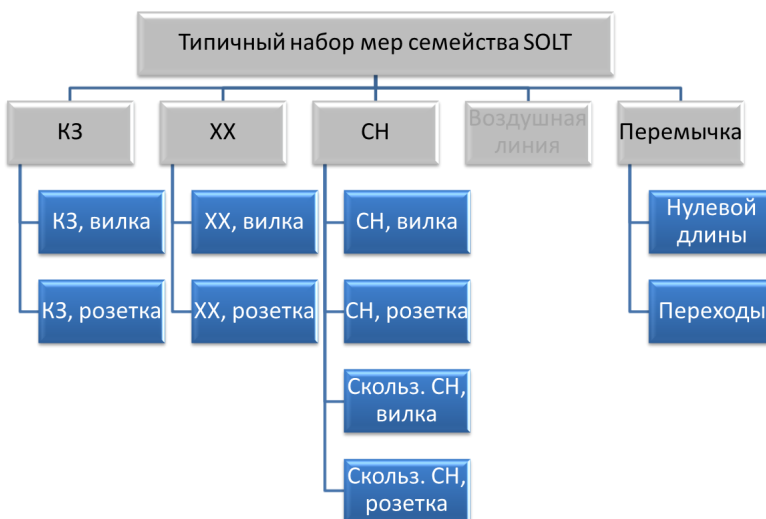 Типичный набор мер семейства SOLT
КЗ
ХХ
СН
Воздушная
линия
Перемычка
КЗ, вилка
ХХ, вилка
СН, вилка
Нулевой
длины
КЗ, розетка
ХХ, розетка
СН, розетка
Переходы
Скольз. СН,
вилка
Скольз. СН,
розетка